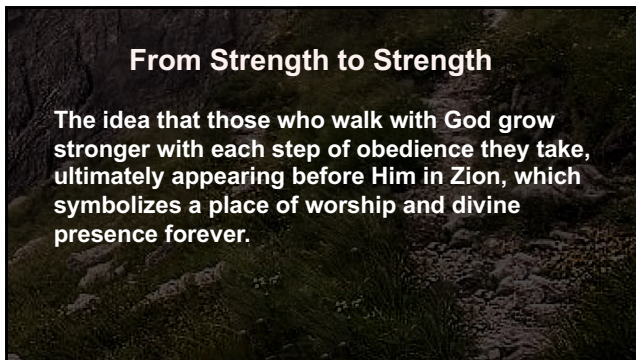 From Strength to Strength
The idea that those who walk with God grow
stronger with each step of obedience they take,
ultimately appearing before Him in Zion, which
symbolizes a place of worship and divine
presence forever.